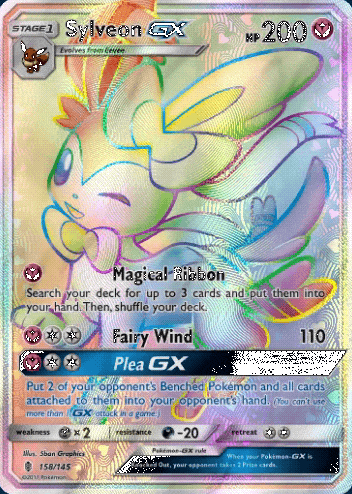 STAGE1 Sylveon GX HP200
Evolves from Eevee
Magical Ribbon
Search your deck for up to 3 cards and put them into
your hand. Then, shuffle your deck.
Fairy Wind 110
Plea GX
Put 2 of your opponent's Benched Pokémon and all cards
attached to them into your opponent's hand. (You can't use
more than 1 GX attack in a game.)
weakness ×2 resistance -20 retreat
Pokémon-GX rule
Illus. 5ban Graphics
When your Pokémon-GX is
Knocked Out, your opponent takes 2 Prize cards.
158/145